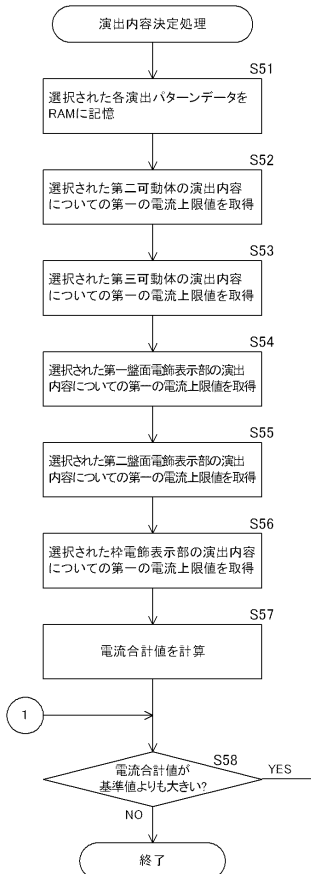 演出内容決定処理
S51
選択された各演出パターンデータを
RAMに記憶
S52
選択された第二可動体の演出内容
についての第一の電流上限値を取得
S53
選択された第三可動体の演出内容
についての第一の電流上限値を取得
S54
選択された第一盤面電飾表示部の演出
内容についての第一の電流上限値を取得
S55
選択された第二盤面電飾表示部の演出
内容についての第一の電流上限値を取得
S56
選択された枠電飾表示部の演出内容
についての第一の電流上限値を取得
S57
電流合計値を計算
1
S58
電流合計値が
基準値よりも大きい?
YES
NO
終了